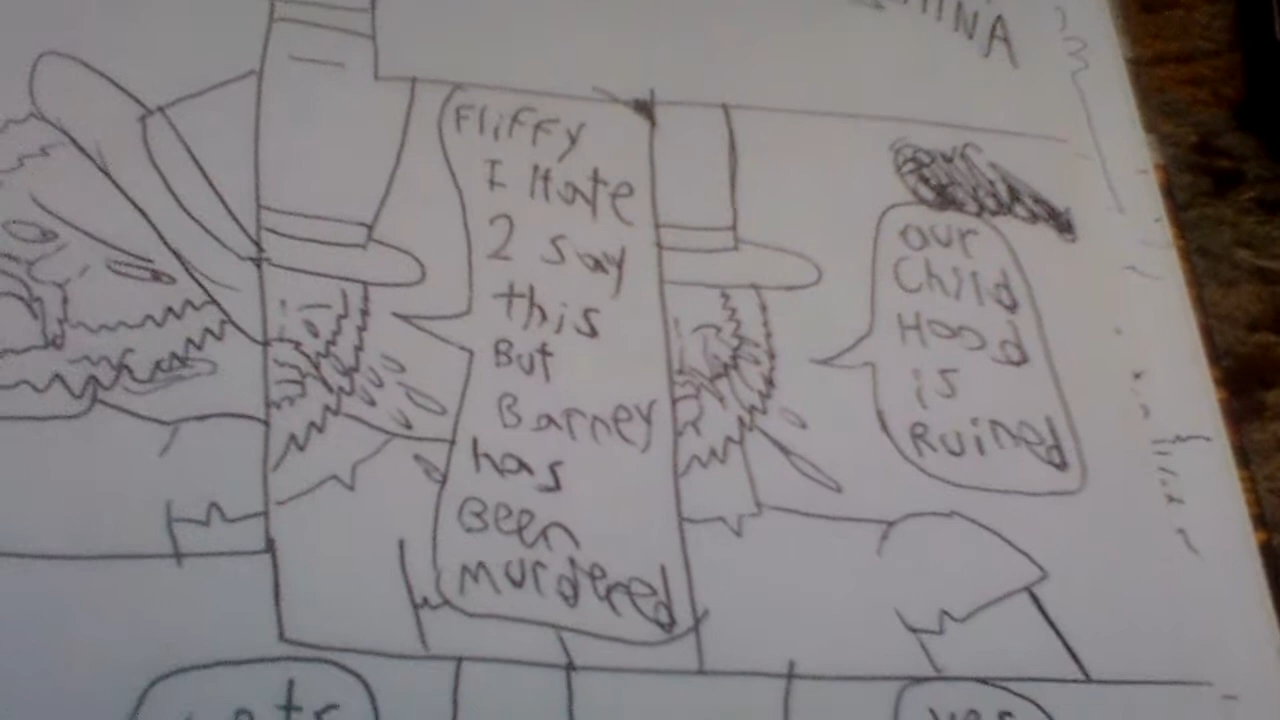 Fliffy
I Hate
2 say
this
But
Barney
has
Been
murdered
our
Child
Hood
is
Ruined